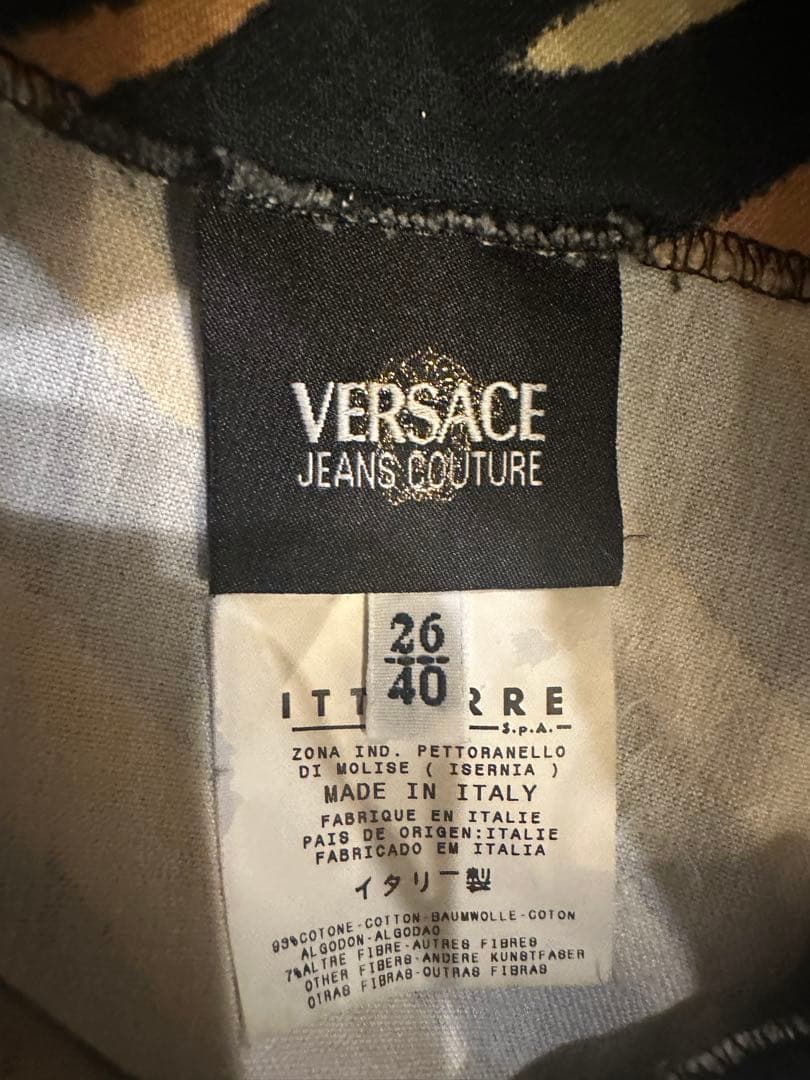 VERSACE
JEANS COUTURE
26
40
ITT RRE
S.p.A.
ZONA IND. PETTORANELLO
DI MOLISE ( ISERNIA )
MADE IN ITALY
FABRIQUE EN ITALIE
PAIS DE ORIGEN:ITALIE
FABRICADO EM ITALIA
イタリー製
93%COTONE-COTTON-BAUMWOLLE-COTON
ALGODON-ALGODAO
7%ALTRE FIBRE-AUTRES FIBRES
OTHER FIBERS-ANDERE KUNSTFASER
OTRAS FIBRAS-OUTRAS FIBRAS